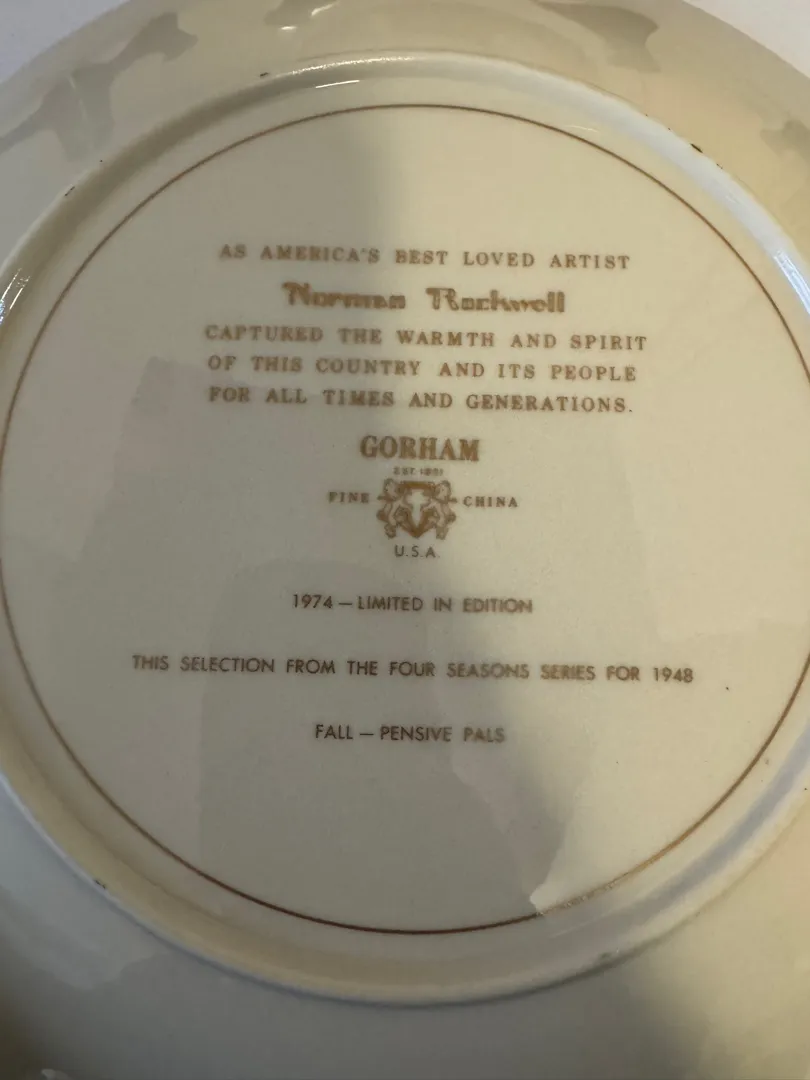 AS AMERICA'S BEST LOVED ARTIST
Norman Rockwell
CAPTURED THE WARMTH AND SPIRIT
OF THIS COUNTRY AND ITS PEOPLE
FOR ALL TIMES AND GENERATIONS.
GORHAM
EST. 1831
FINE CHINA
U.S.A.
1974 – LIMITED IN EDITION
THIS SELECTION FROM THE FOUR SEASONS SERIES FOR 1948
FALL – PENSIVE PALS